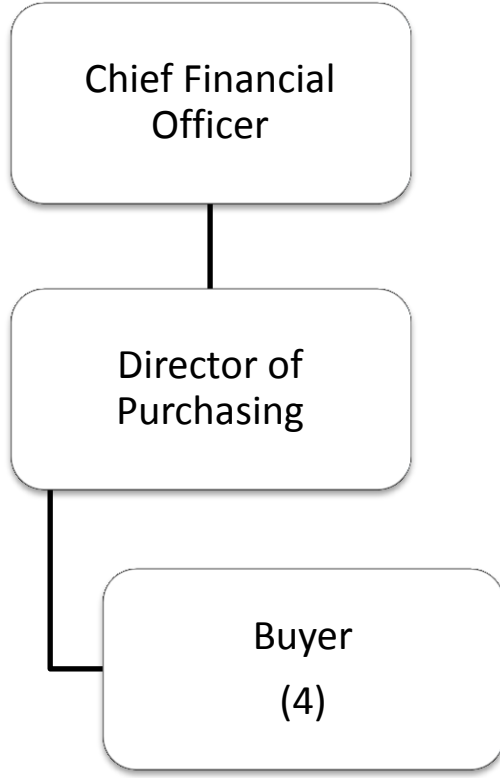 Chief Financial
Officer
Director of
Purchasing
Buyer
(4)